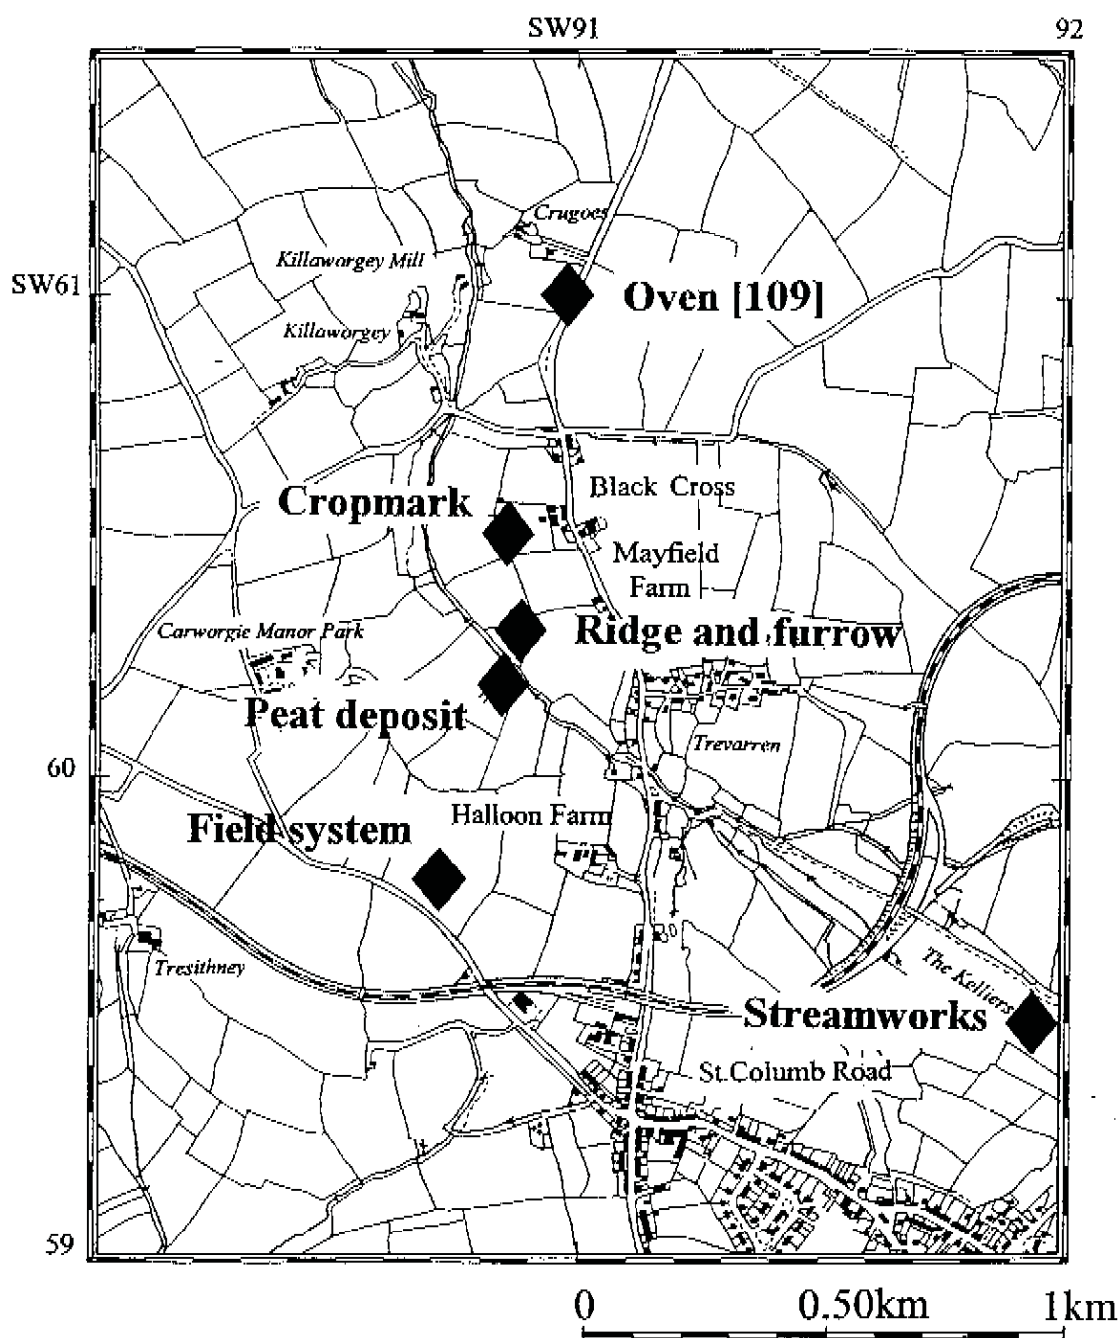 SW91
92
Crugoes
Killaworgey Mill
SW61
Oven [109]
Killaworgey
Cropmark
Black Cross
Mayfield
Farm
Carworgie Manor Park
Ridge and furrow
Peat deposit
Trevarren
60
Halloon Farm
Field system
Tresithney
The Kelliers
Streamworks
St.Columb Road
59
0
0.50km
1km